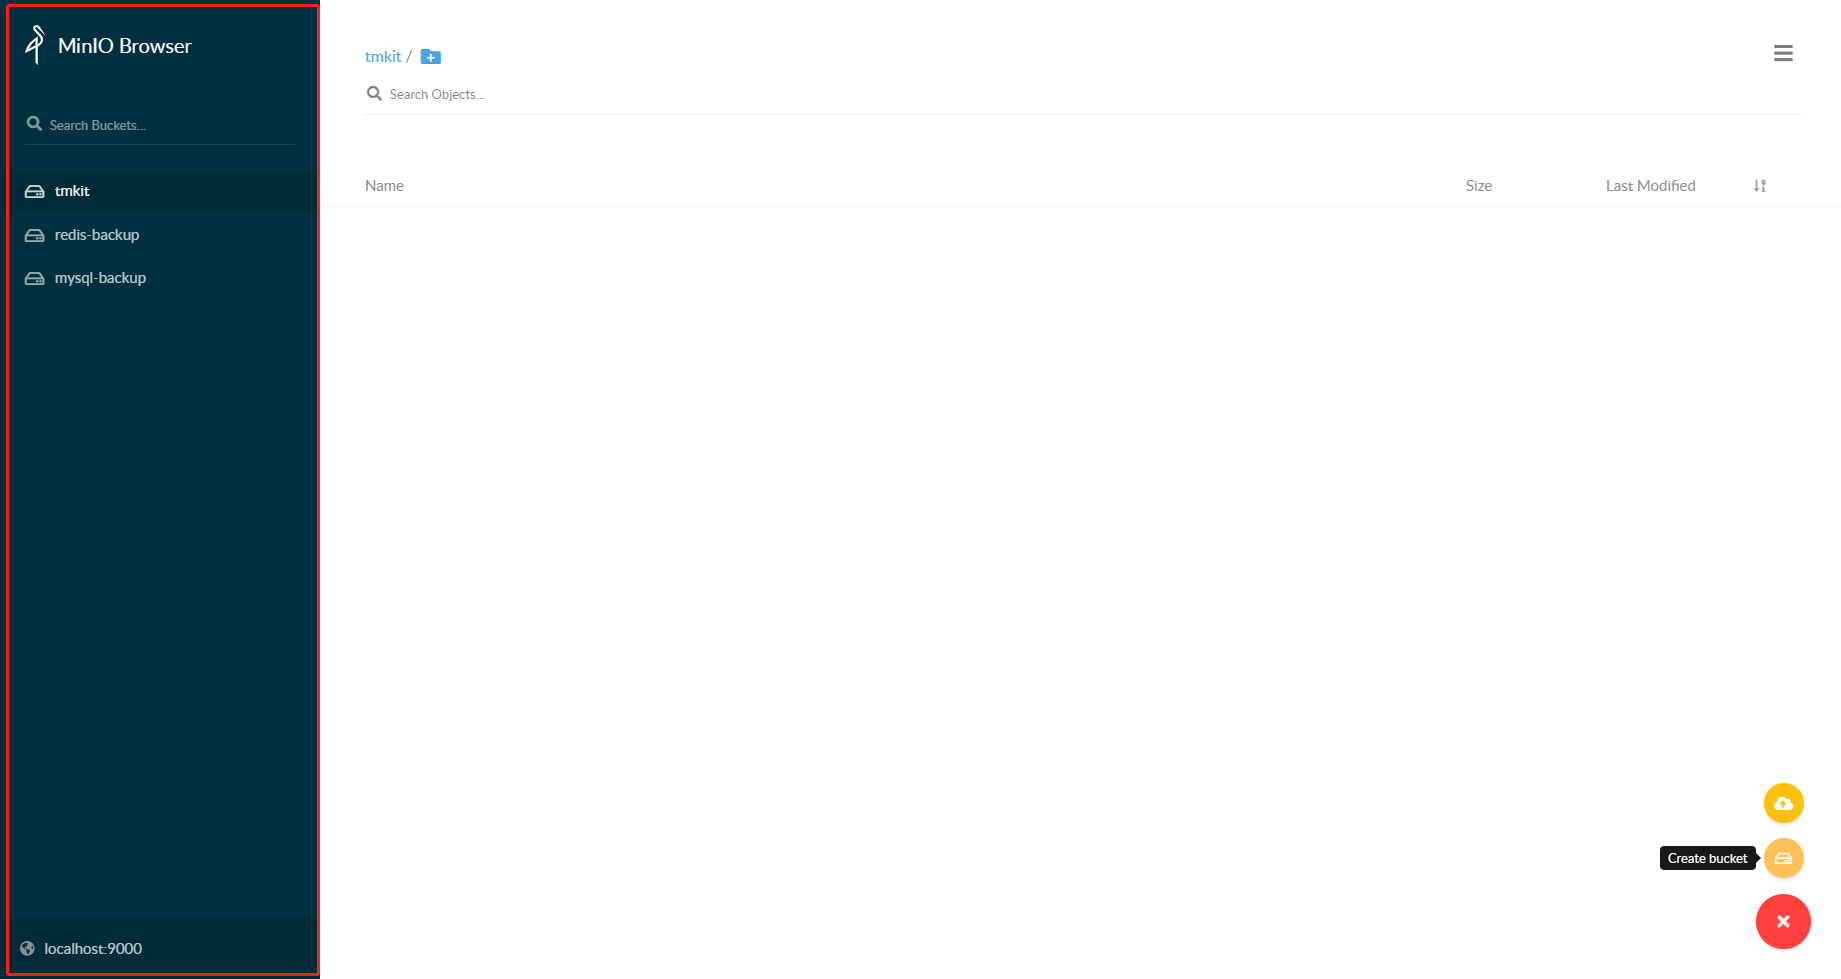 MinIO Browser
Search Buckets...
tmkit
redis-backup
mysql-backup
localhost:9000
tmkit /
Search Objects...
Name Size Last Modified
Create bucket